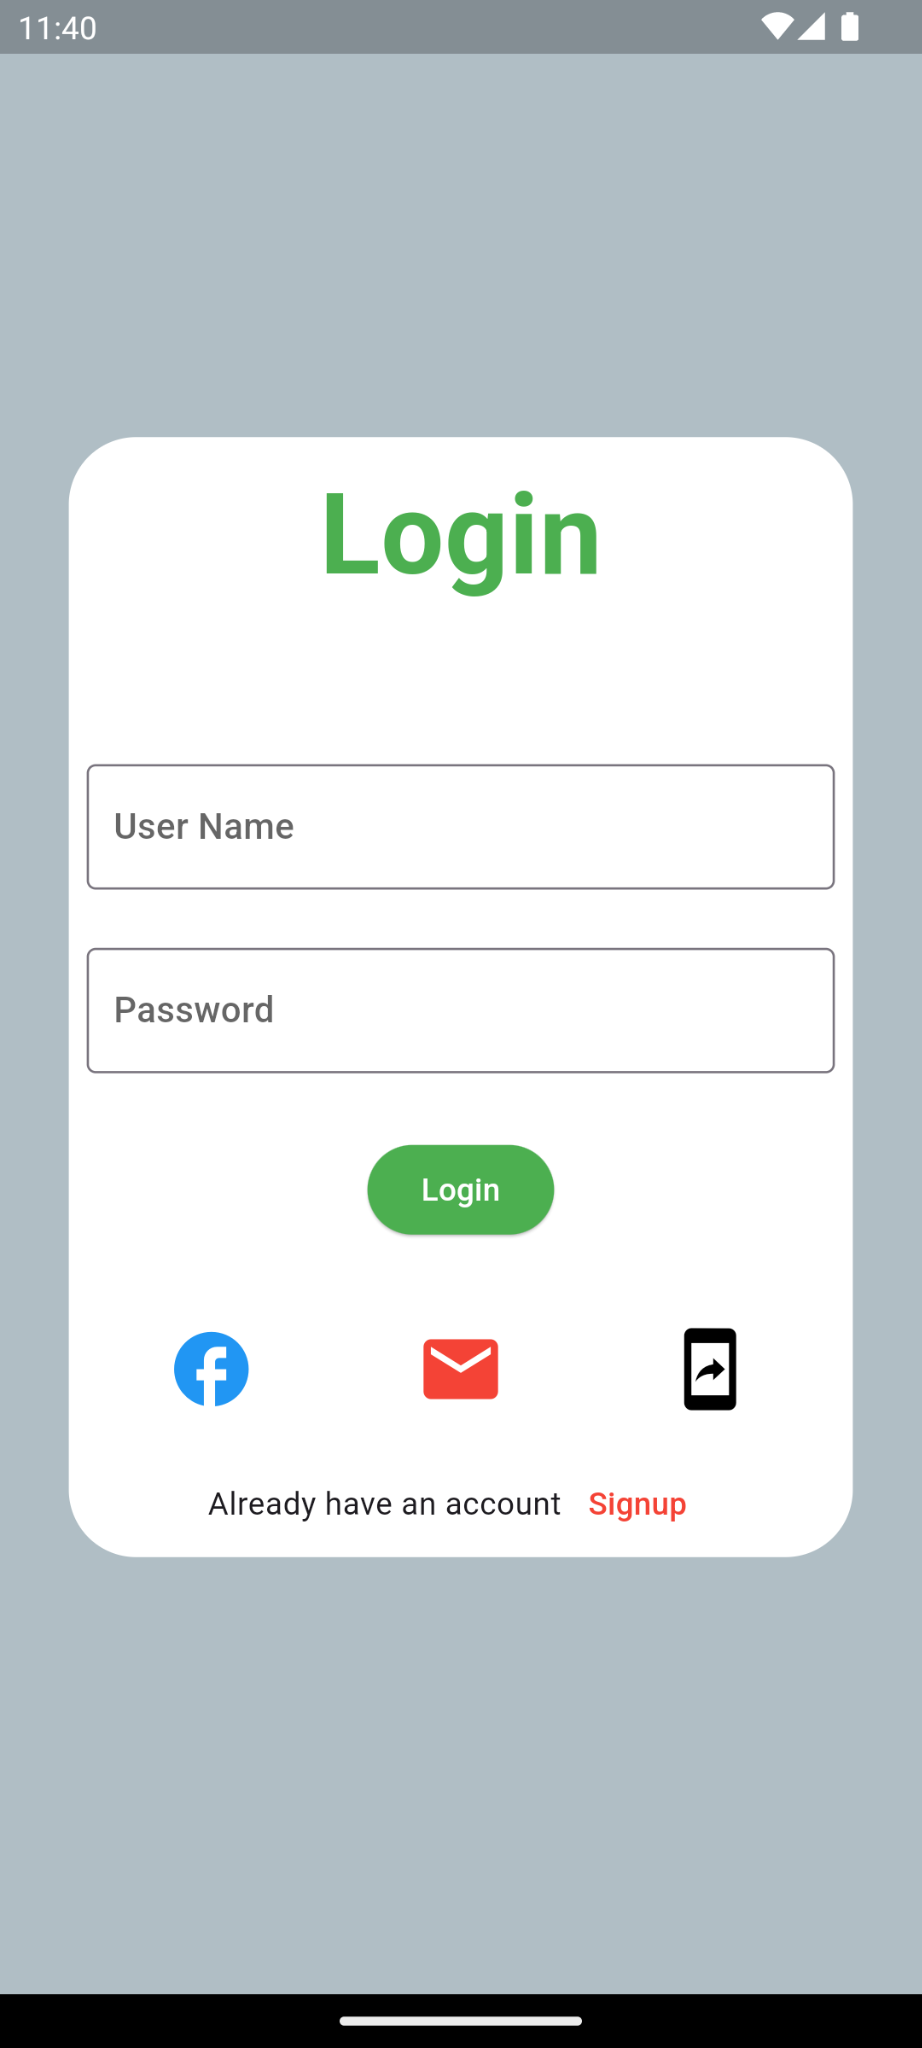 11:40
Login
User Name
Password
Login
Already have an account Signup